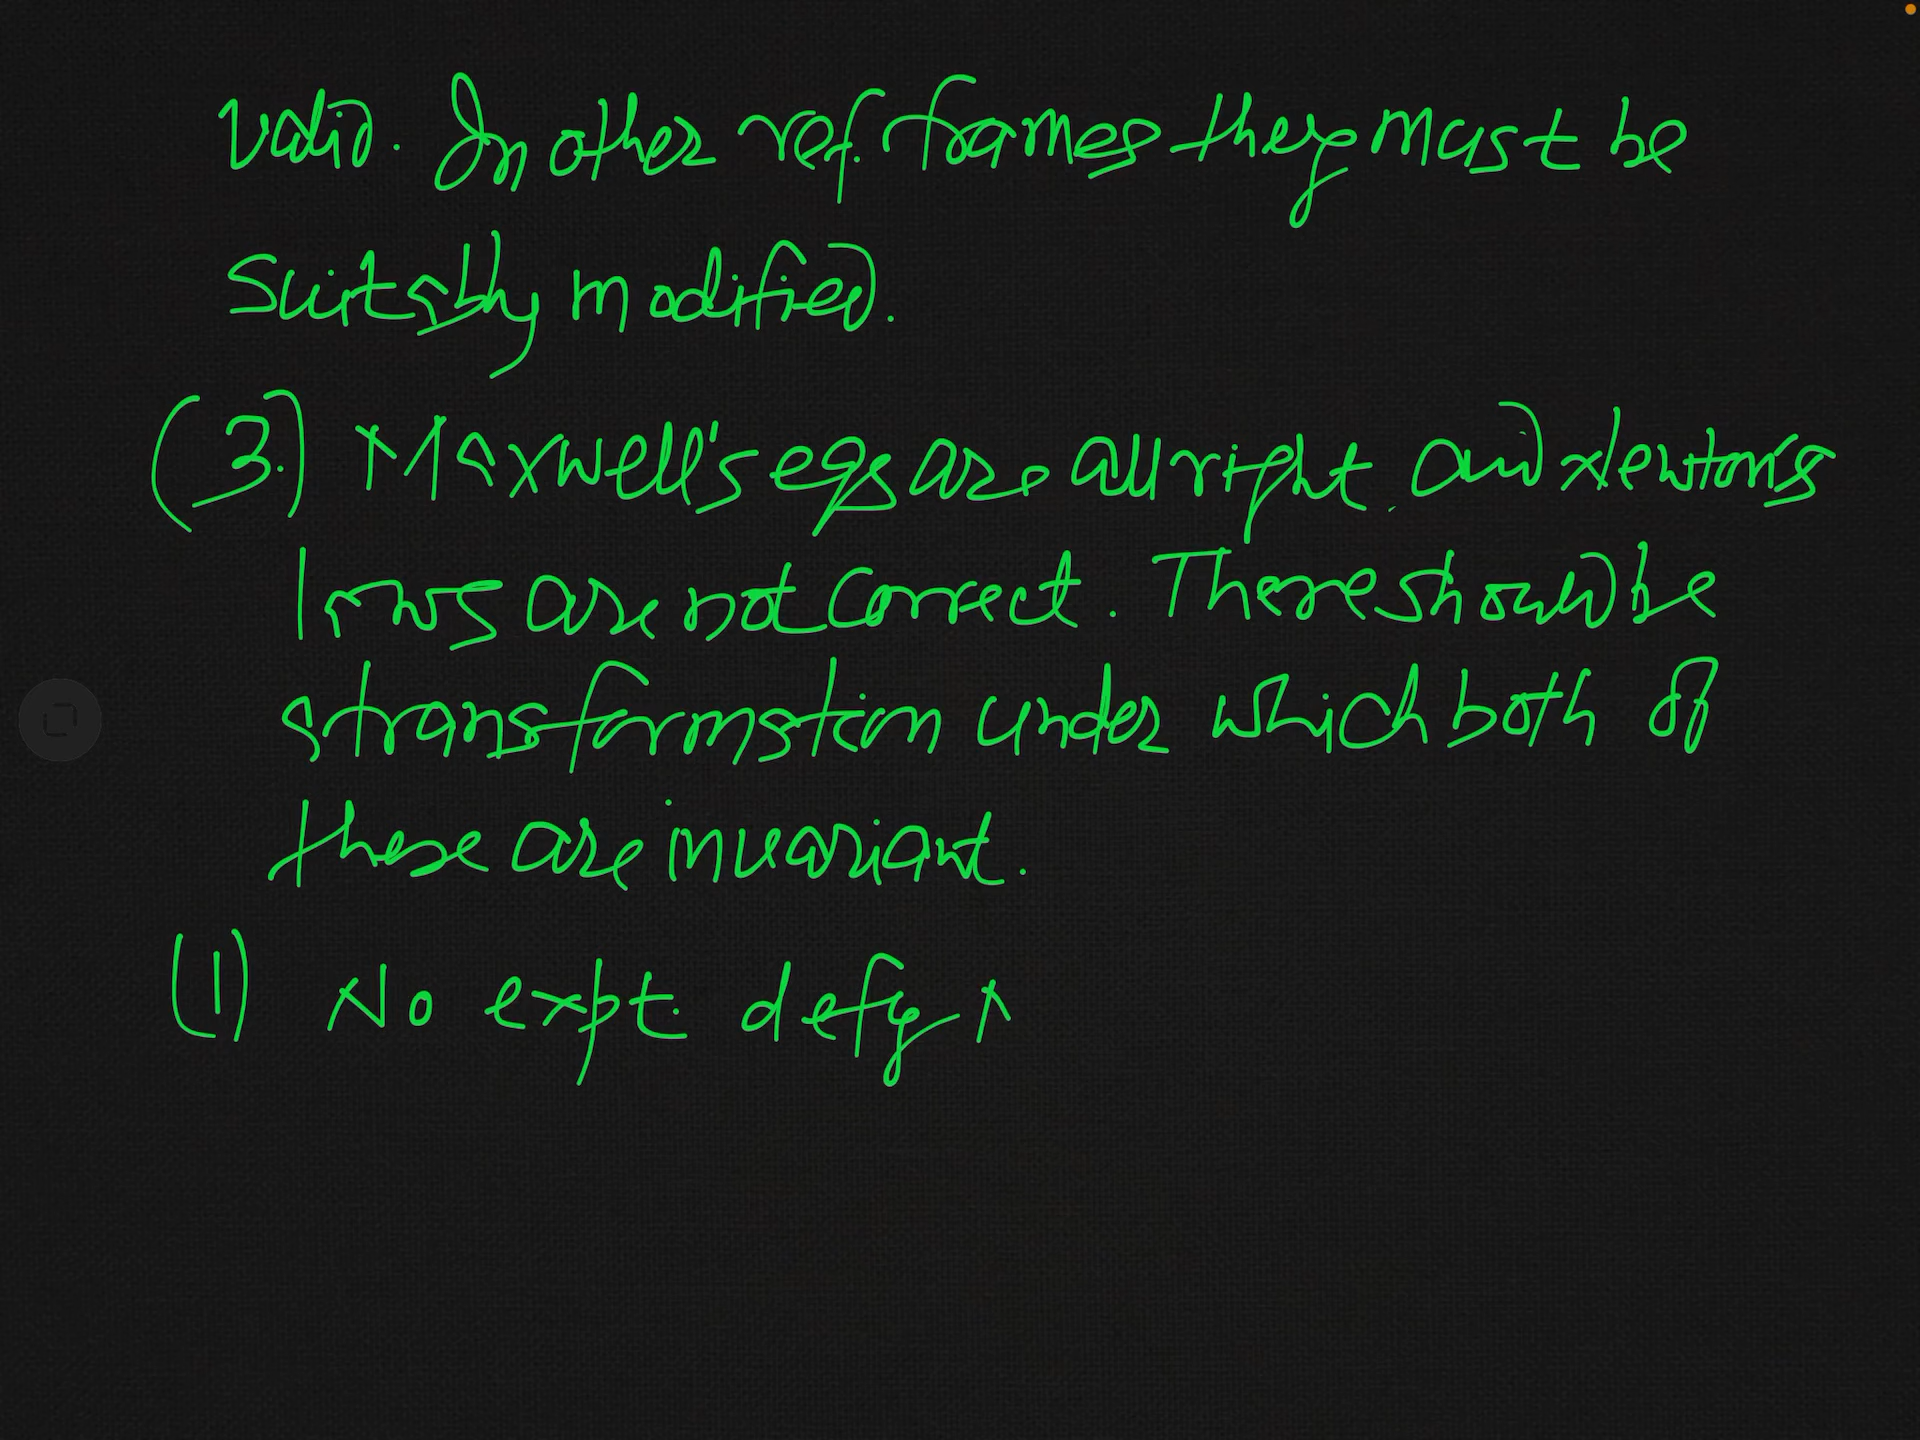 valid. In other ref. frames they must be
suitably modified.
(3.) Maxwell's eqs are all right. and Newton's
laws are not correct. There should be
a transformation under which both of
these are invariant.
(1) No expt. defy